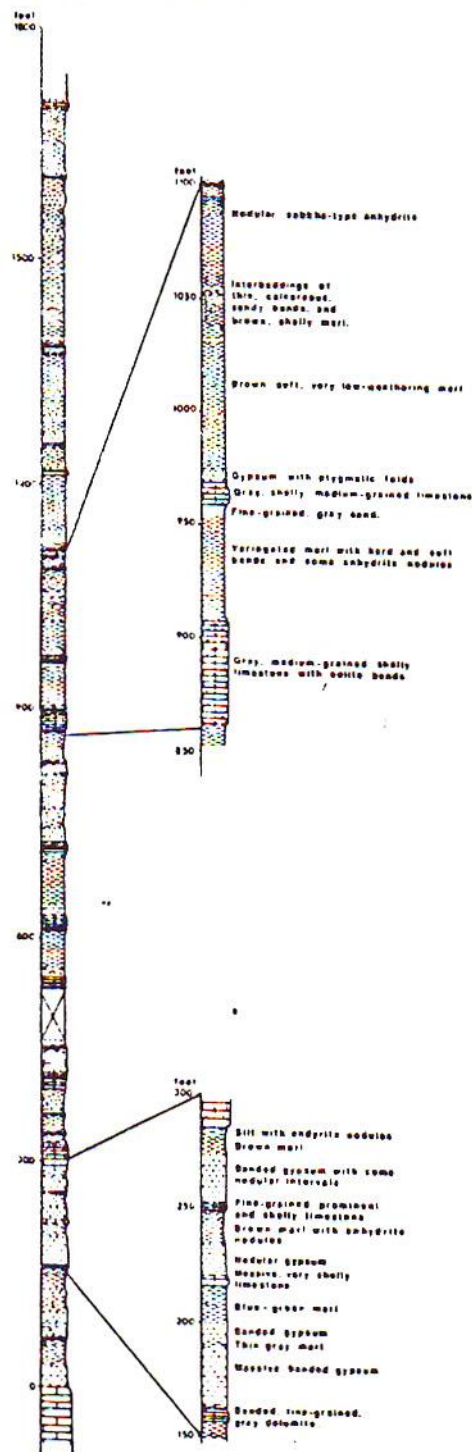 feet
1800
1500
1200
900
600
300
0
feet
1100
Nodular sabkha-type anhydrite
1050
Interbeddings of
thin, calcareous,
sandy bands, and
brown, shelly marl.
Brown soft, very low-weathering marl
1000
Gypsum with ptygmatic folds
Gray, shelly medium-grained limestone
Fine-grained, gray sand.
950
Variegated marl with hard and soft
bands and some anhydrite nodules
900
Gray, medium-grained shelly
limestone with oolite bands
850
feet
300
Silt with endyrite nodules
Brown marl
Banded gypsum with some
nodular intervals
250
Fine-grained prominent
and shelly limestone
Brown marl with anhydrite
nodules
Nodular gypsum
Massive, very shelly
limestone
Blue-green marl
200
Banded gypsum
Thin gray marl
Massive banded gypsum
Banded, fine-grained,
gray dolomite
150